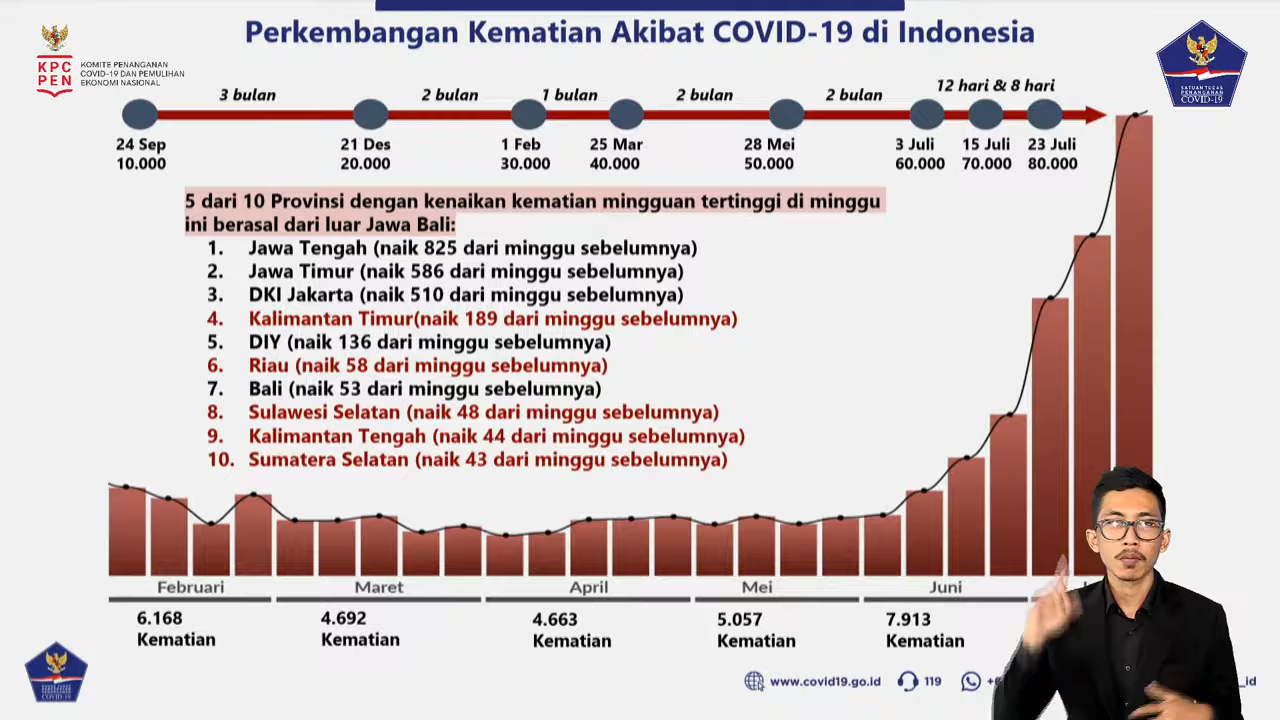 Perkembangan Kematian Akibat COVID-19 di Indonesia
KPC
PEN
KOMITE PENANGANAN
COVID-19 DAN PEMULIHAN
EKONOMI NASIONAL
SATUAN TUGAS
PENANGANAN
COVID-19
3 bulan
2 bulan
1 bulan
2 bulan
2 bulan
12 hari & 8 hari
24 Sep
10.000
21 Des
20.000
1 Feb
30.000
25 Mar
40.000
28 Mei
50.000
3 Juli
60.000
15 Juli
70.000
23 Juli
80.000
5 dari 10 Provinsi dengan kenaikan kematian mingguan tertinggi di minggu
ini berasal dari luar Jawa Bali:
1. Jawa Tengah (naik 825 dari minggu sebelumnya)
2. Jawa Timur (naik 586 dari minggu sebelumnya)
3. DKI Jakarta (naik 510 dari minggu sebelumnya)
4. Kalimantan Timur(naik 189 dari minggu sebelumnya)
5. DIY (naik 136 dari minggu sebelumnya)
6. Riau (naik 58 dari minggu sebelumnya)
7. Bali (naik 53 dari minggu sebelumnya)
8. Sulawesi Selatan (naik 48 dari minggu sebelumnya)
9. Kalimantan Tengah (naik 44 dari minggu sebelumnya)
10. Sumatera Selatan (naik 43 dari minggu sebelumnya)
Februari
Maret
April
Mei
Juni
6.168
Kematian
4.692
Kematian
4.663
Kematian
5.057
Kematian
7.913
Kematian
COVID-19
www.covid19.go.id
119